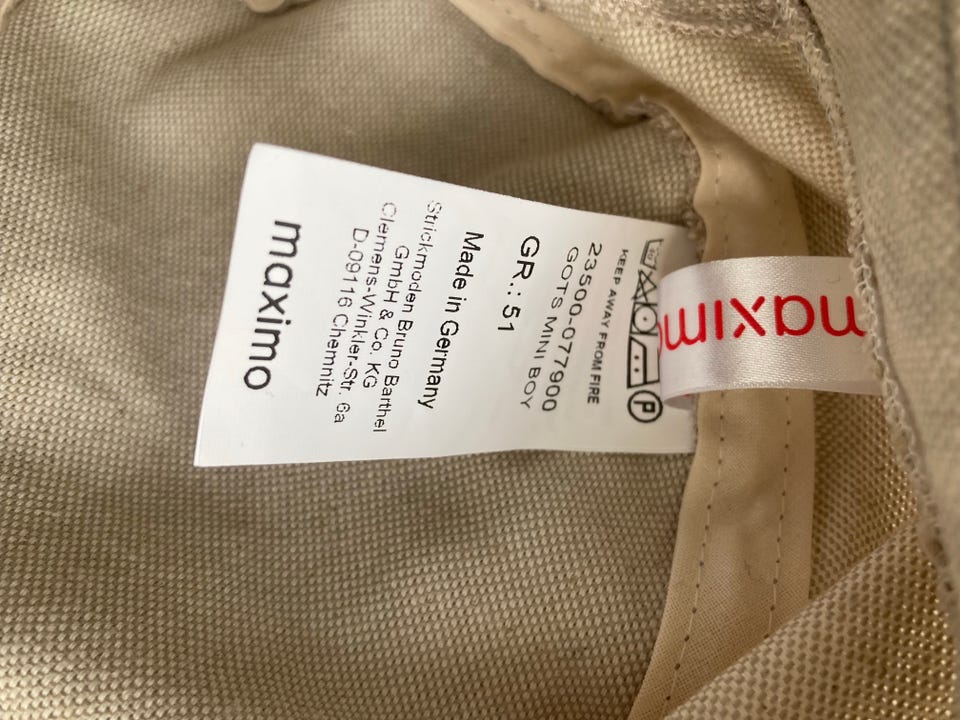 KEEP AWAY FROM FIRE
23500-077900
GOTS MINI BOY
GR.: 51
Made in Germany
Strickmoden Bruno Barthel
GmbH & Co. KG
Clemens-Winkler-Str. 6a
D-09116 Chemnitz
maximo
maximo